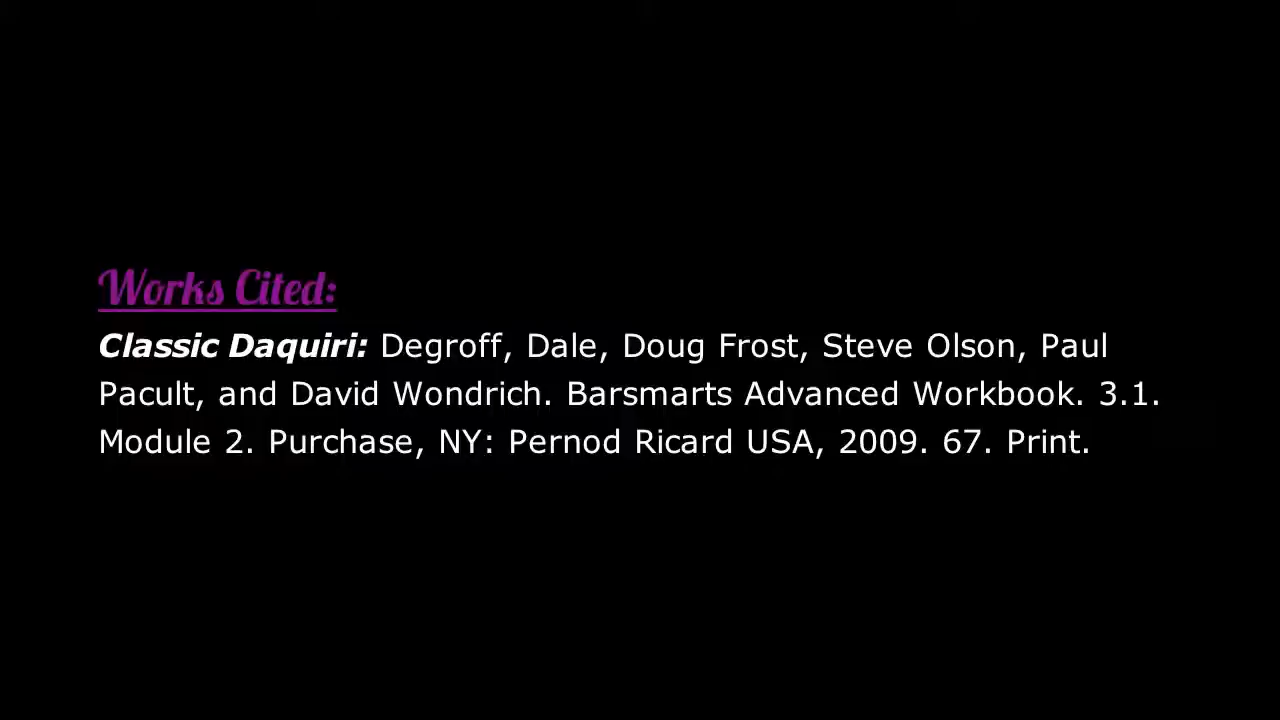 Works Cited:
Classic Daquiri: Degroff, Dale, Doug Frost, Steve Olson, Paul
Pacult, and David Wondrich. Barsmarts Advanced Workbook. 3.1.
Module 2. Purchase, NY: Pernod Ricard USA, 2009. 67. Print.